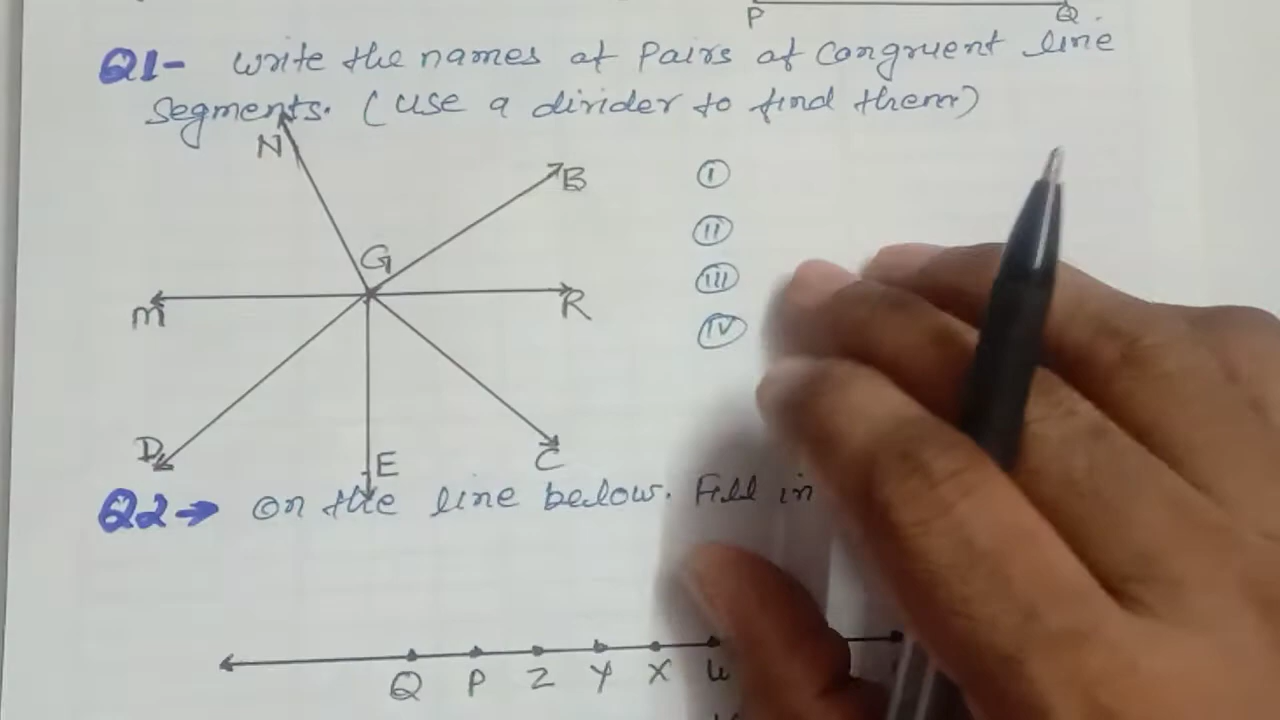 P Q
Q1- write the names of pairs of congruent line
segments. (use a divider to find them)
N
B
I
G
II
M
R
III
IV
D
E
C
Q2→ on the line below. Fill in
Q P Z Y X